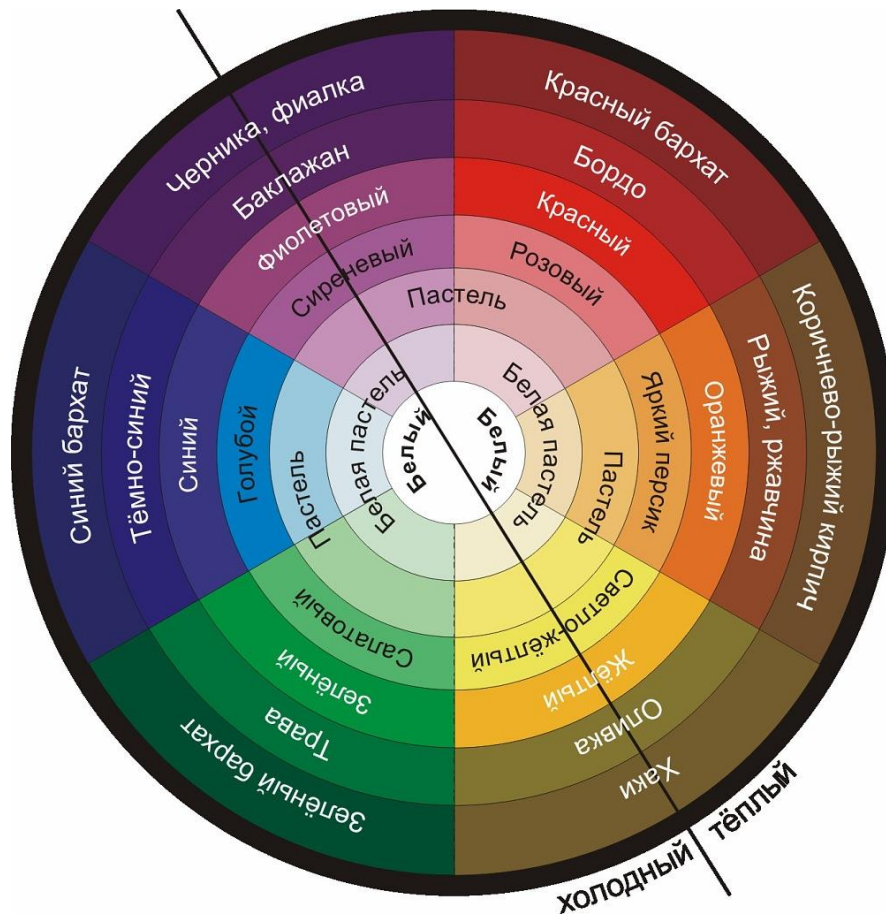 Черника, фиалка
Баклажан
Фиолетовый
Сиреневый
Пастель
Белая пастель
Белый
Красный бархат
Бордо
Красный
Розовый
Белая пастель
Белый
Коричнево-рыжий кирпич
Рыжий, ржавчина
Оранжевый
Яркий персик
Пастель
Синий бархат
Тёмно-синий
Синий
Голубой
Пастель
Белая пастель
Салатовый
Зелёный
Трава
Зелёный бархат
Светло-жёлтый
Жёлтый
Оливка
Хаки
холодный
тёплый